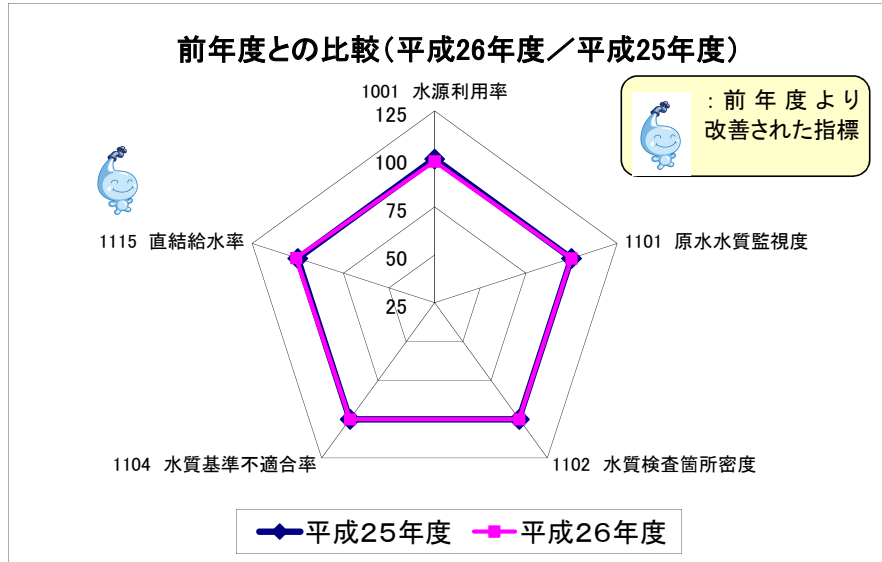 前年度との比較（平成26年度／平成25年度）
：前年度より
改善された指標
1001 水源利用率
125
100
75
50
25
1101 原水水質監視度
1115 直結給水率
1104 水質基準不適合率
1102 水質検査箇所密度
平成25年度
平成26年度